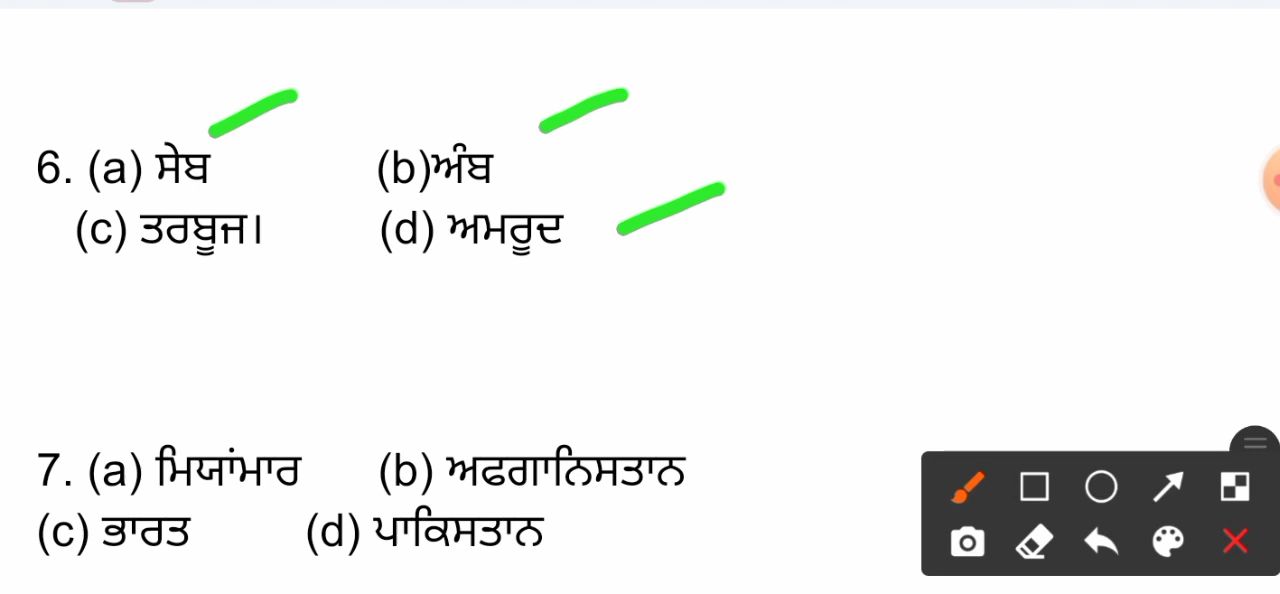 6. (a) ਸੇਬ (b)ਅੰਬ
(c) ਤਰਬੂਜ। (d) ਅਮਰੂਦ
7. (a) ਮਿਯਾਂਮਾਰ (b) ਅਫਗਾਨਿਸਤਾਨ
(c) ਭਾਰਤ (d) ਪਾਕਿਸਤਾਨ